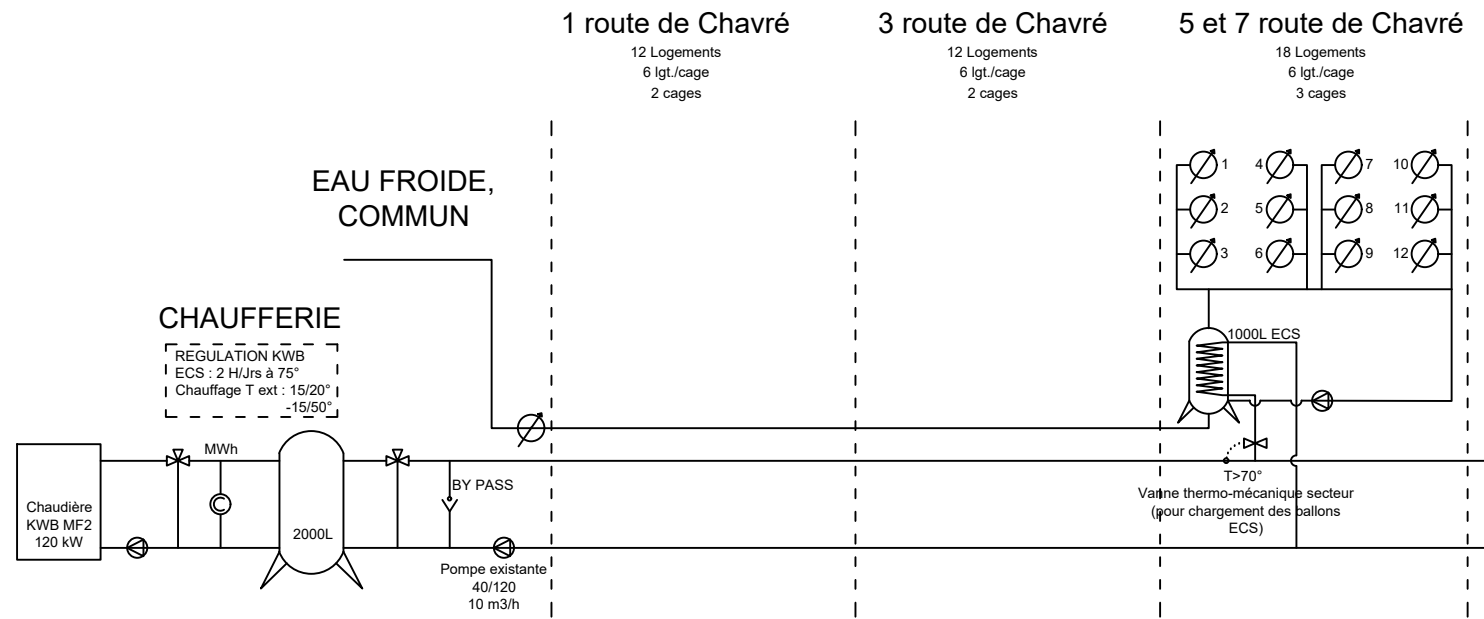 1 route de Chavré
12 Logements
6 lgt./cage
2 cages
3 route de Chavré
12 Logements
6 lgt./cage
2 cages
5 et 7 route de Chavré
18 Logements
6 lgt./cage
3 cages
EAU FROIDE,
COMMUN
1
4
7
10
2
5
8
11
3
6
9
12
CHAUFFERIE
REGULATION KWB
ECS : 2 H/Jrs à 75°
Chauffage T ext : 15/20°
-15/50°
1000L ECS
MWh
C
BY PASS
Chaudière
KWB MF2
120 kW
2000L
T>70°
Vanne thermo-mécanique secteur
(pour chargement des ballons
ECS)
Pompe existante
40/120
10 m3/h